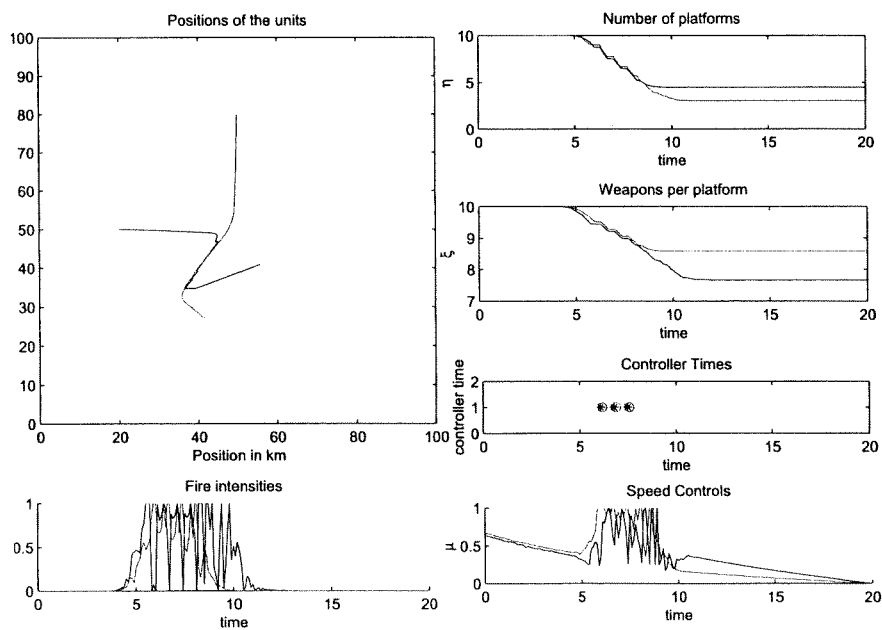 Positions of the units
100
90
80
70
60
50
40
30
20
10
0
0 20 40 60 80 100
Position in km
Number of platforms
10
5
0
η
0 5 10 15 20
time
Weapons per platform
10
9
8
7
ξ
0 5 10 15 20
time
Controller Times
2
1
0
controller time
0 5 10 15 20
time
Fire intensities
1
0.5
0
0 5 10 15 20
time
Speed Controls
1
0.5
0
μ
0 5 10 15 20
time